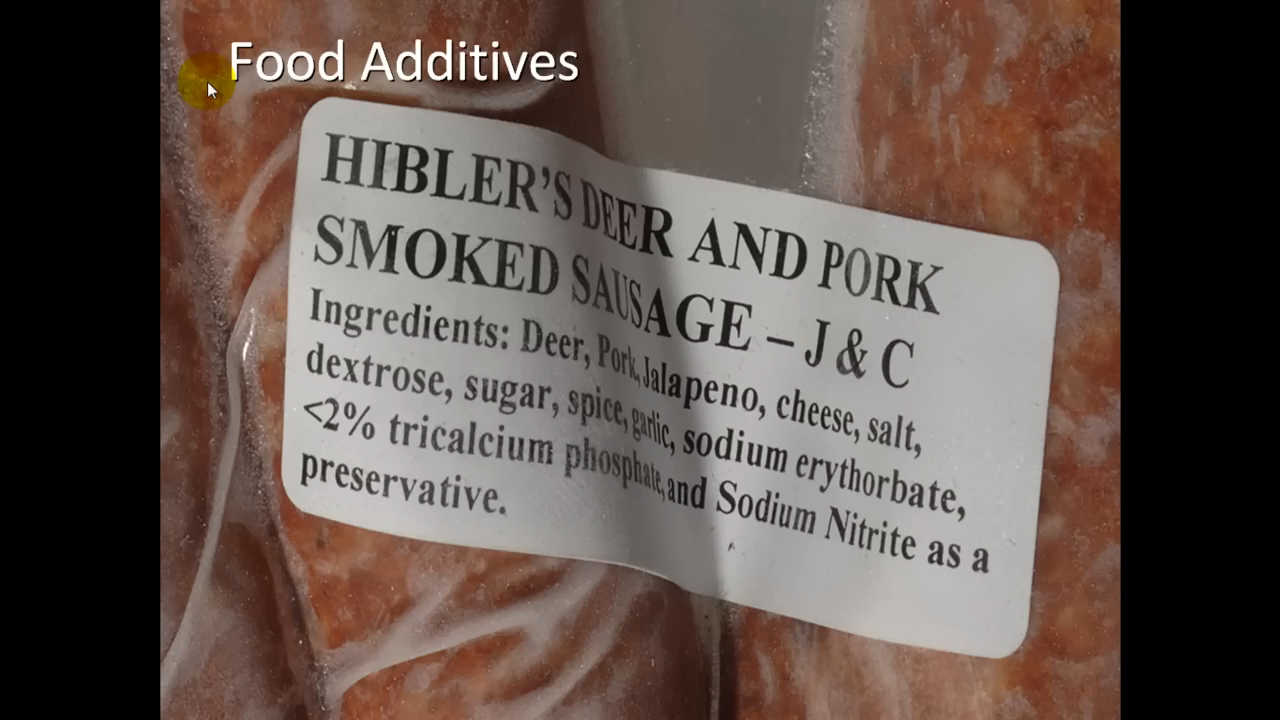 Food Additives
HIBLER'S DEER AND PORK
SMOKED SAUSAGE – J & C
Ingredients: Deer, Pork, Jalapeno, cheese, salt,
dextrose, sugar, spice, garlic, sodium erythorbate,
<2% tricalcium phosphate, and Sodium Nitrite as a
preservative.